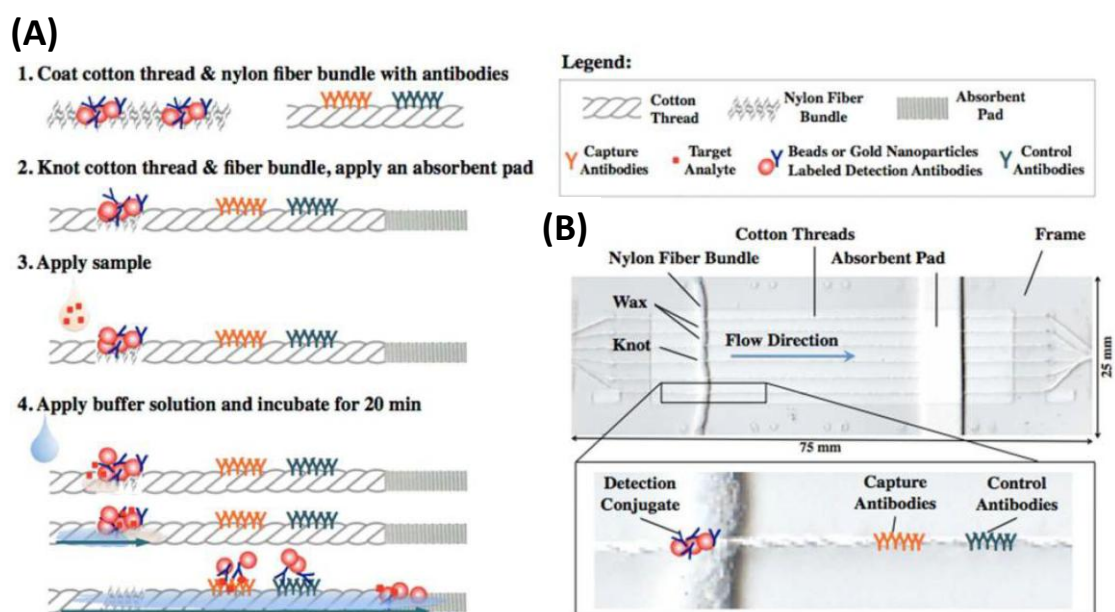 (A)
1. Coat cotton thread & nylon fiber bundle with antibodies
2. Knot cotton thread & fiber bundle, apply an absorbent pad
3. Apply sample
4. Apply buffer solution and incubate for 20 min
Legend:
Cotton
Thread
Nylon Fiber
Bundle
Absorbent
Pad
Capture
Antibodies
Target
Analyte
Beads or Gold Nanoparticles
Labeled Detection Antibodies
Control
Antibodies
(B)
Cotton Threads
Frame
Nylon Fiber Bundle
Absorbent Pad
Wax
Knot
Flow Direction
25 mm
75 mm
Detection
Conjugate
Capture
Antibodies
Control
Antibodies